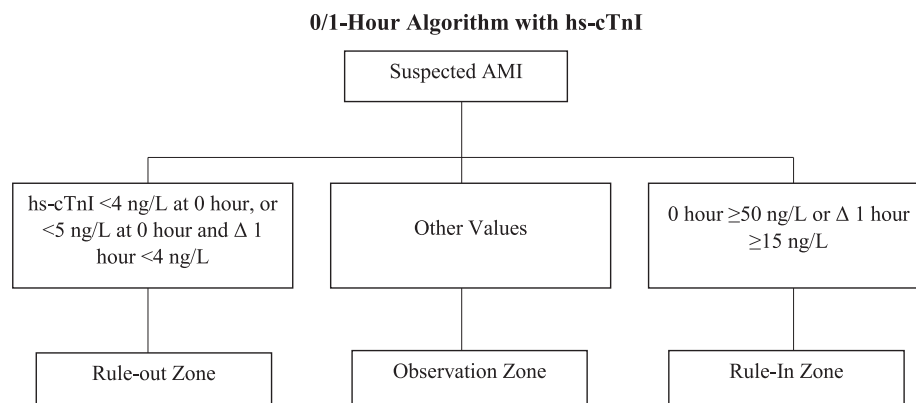 0/1-Hour Algorithm with hs-cTnI
Suspected AMI
hs-cTnI <4 ng/L at 0 hour, or
<5 ng/L at 0 hour and Δ 1
hour <4 ng/L
Other Values
0 hour ≥50 ng/L or Δ 1 hour
≥15 ng/L
Rule-out Zone
Observation Zone
Rule-In Zone